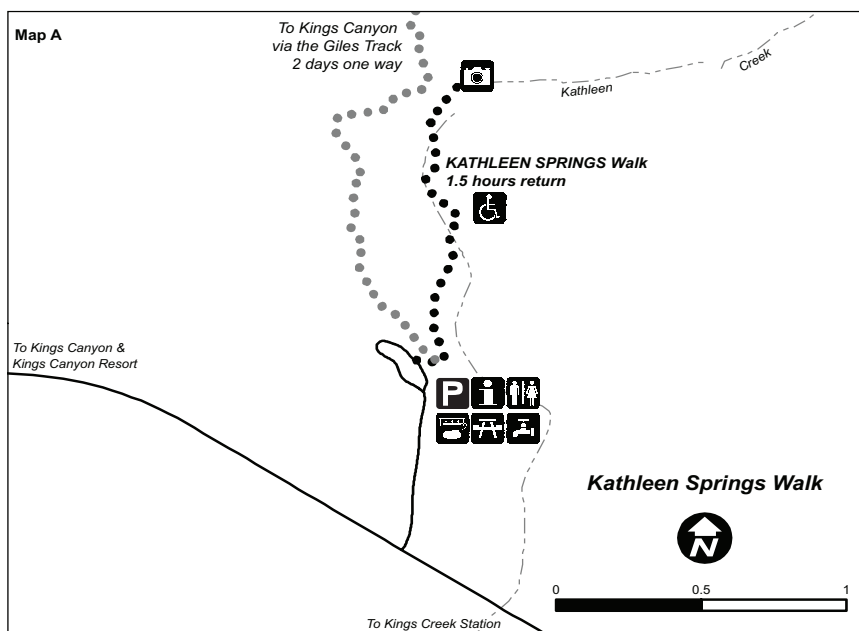 Map A
To Kings Canyon
via the Giles Track
2 days one way
Kathleen
Creek
KATHLEEN SPRINGS Walk
1.5 hours return
To Kings Canyon &
Kings Canyon Resort
P
i
Kathleen Springs Walk
N
0
0.5
1
To Kings Creek Station